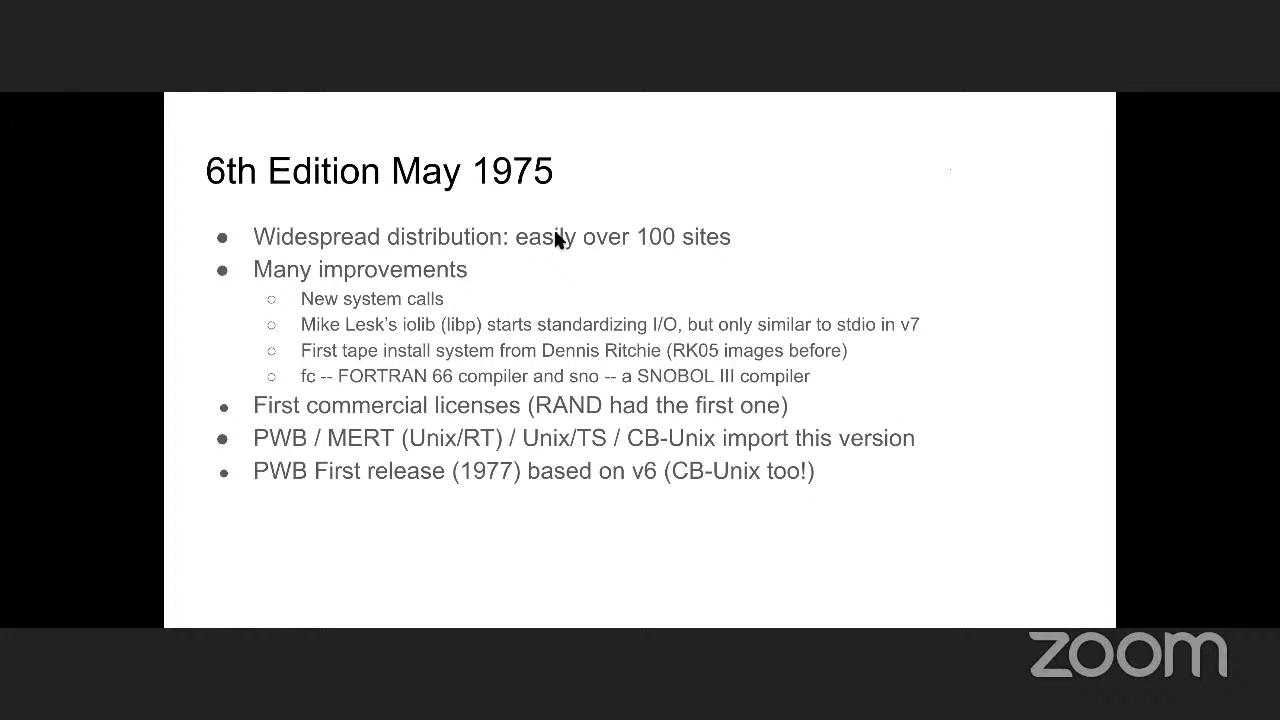 6th Edition May 1975
● Widespread distribution: easily over 100 sites
● Many improvements
○ New system calls
○ Mike Lesk's iolib (libp) starts standardizing I/O, but only similar to stdio in v7
○ First tape install system from Dennis Ritchie (RK05 images before)
○ fc -- FORTRAN 66 compiler and sno -- a SNOBOL III compiler
● First commercial licenses (RAND had the first one)
● PWB / MERT (Unix/RT) / Unix/TS / CB-Unix import this version
● PWB First release (1977) based on v6 (CB-Unix too!)
zoom